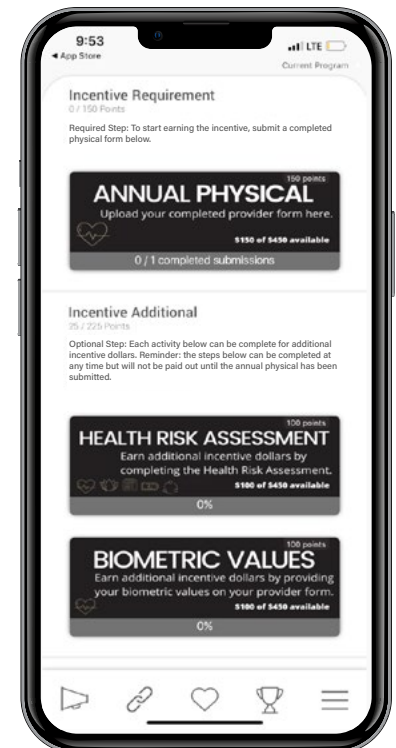 9:53
LTE
◀ App Store
Current Program
Incentive Requirement
0 / 150 Points
Required Step: To start earning the incentive, submit a completed
physical form below.
150 points
ANNUAL PHYSICAL
Upload your completed provider form here.
$150 of $450 available
0 / 1 completed submissions
Incentive Additional
25 / 225 Points
Optional Step: Each activity below can be complete for additional
incentive dollars. Reminder: the steps below can be completed at
any time but will not be paid out until the annual physical has been
submitted.
100 points
HEALTH RISK ASSESSMENT
Earn additional incentive dollars by
completing the Health Risk Assessment.
$100 of $450 available
0%
100 points
BIOMETRIC VALUES
Earn additional incentive dollars by providing
your biometric values on your provider form.
$100 of $450 available
0%